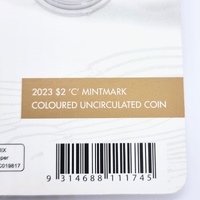 2023 $2 'C' MINTMARK
COLOURED UNCIRCULATED COIN
9 314688 111745